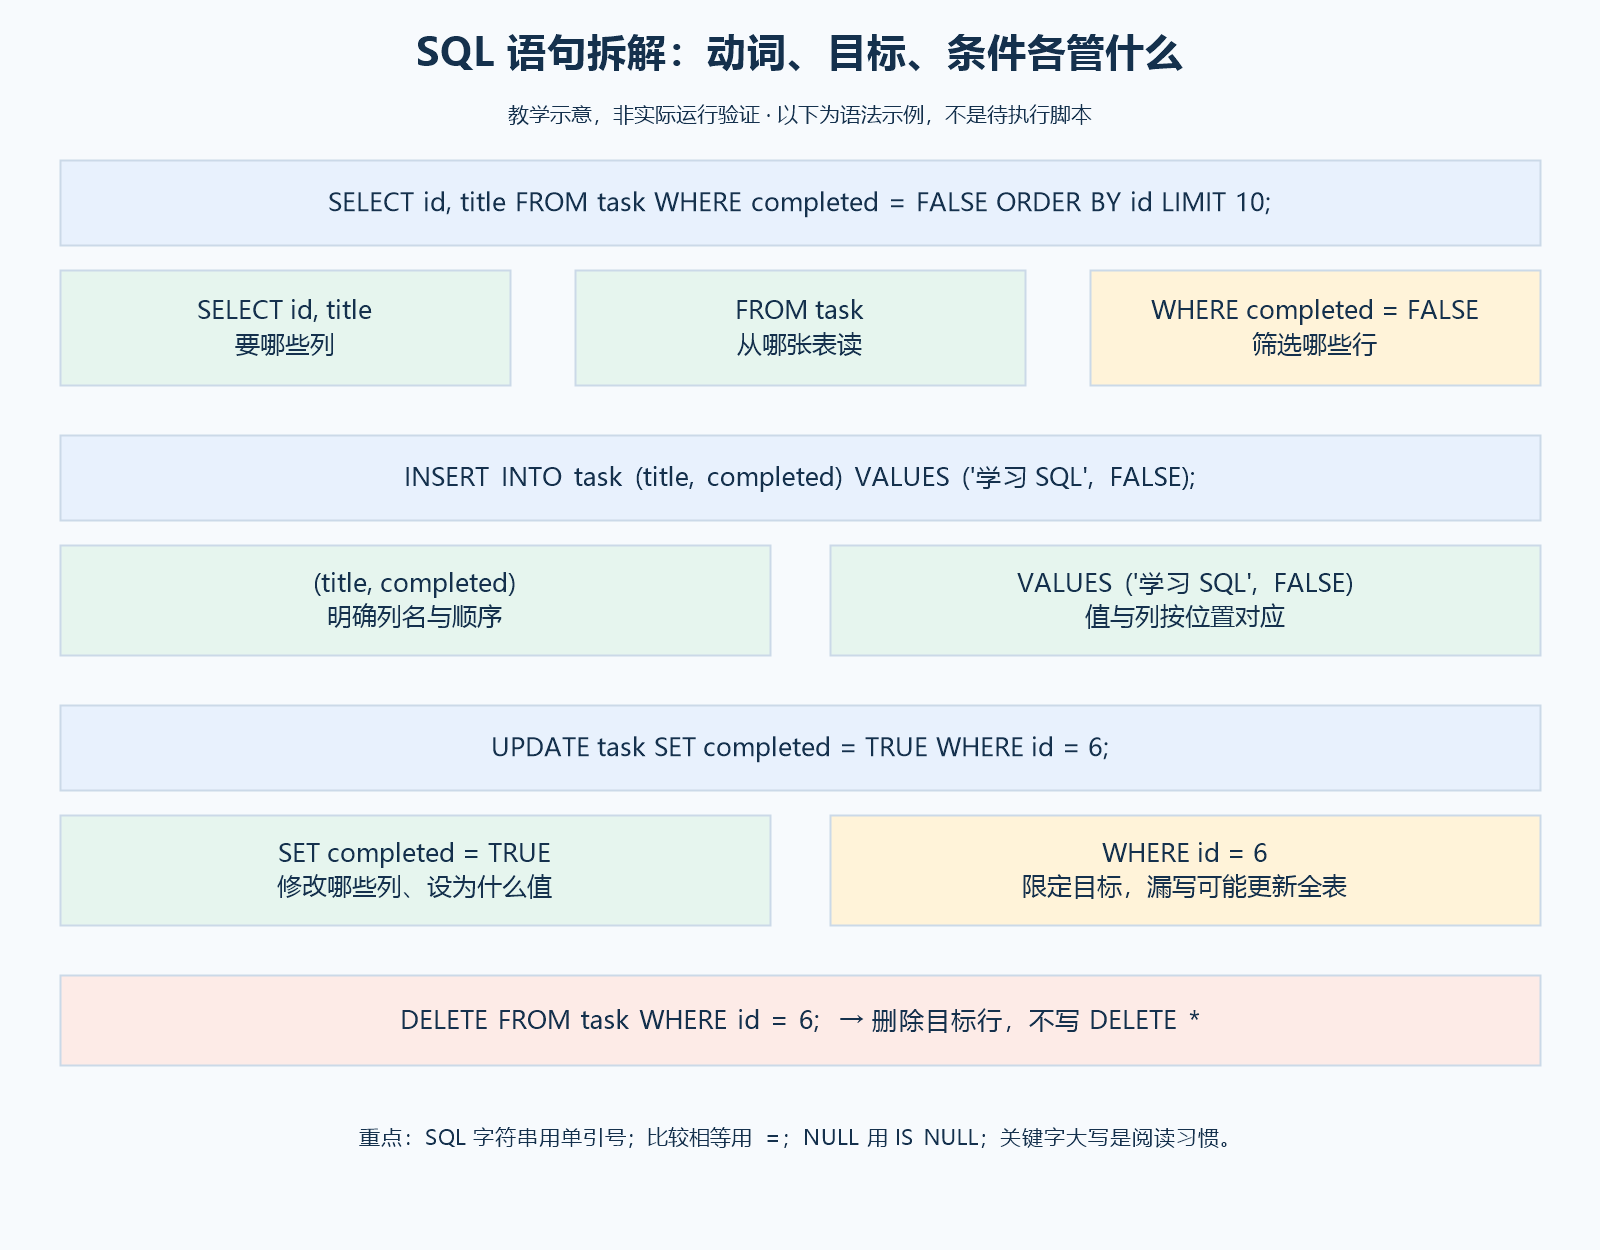 SQL 语句拆解：动词、目标、条件各管什么
教学示意，非实际运行验证 · 以下为语法示例，不是待执行脚本
SELECT id, title FROM task WHERE completed = FALSE ORDER BY id LIMIT 10;
SELECT id, title
要哪些列
FROM task
从哪张表读
WHERE completed = FALSE
筛选哪些行
INSERT INTO task (title, completed) VALUES ('学习 SQL', FALSE);
(title, completed)
明确列名与顺序
VALUES ('学习 SQL', FALSE)
值与列按位置对应
UPDATE task SET completed = TRUE WHERE id = 6;
SET completed = TRUE
修改哪些列、设为什么值
WHERE id = 6
限定目标，漏写可能更新全表
DELETE FROM task WHERE id = 6; → 删除目标行，不写 DELETE *
重点：SQL 字符串用单引号；比较相等用 =；NULL 用 IS NULL；关键字大写是阅读习惯。